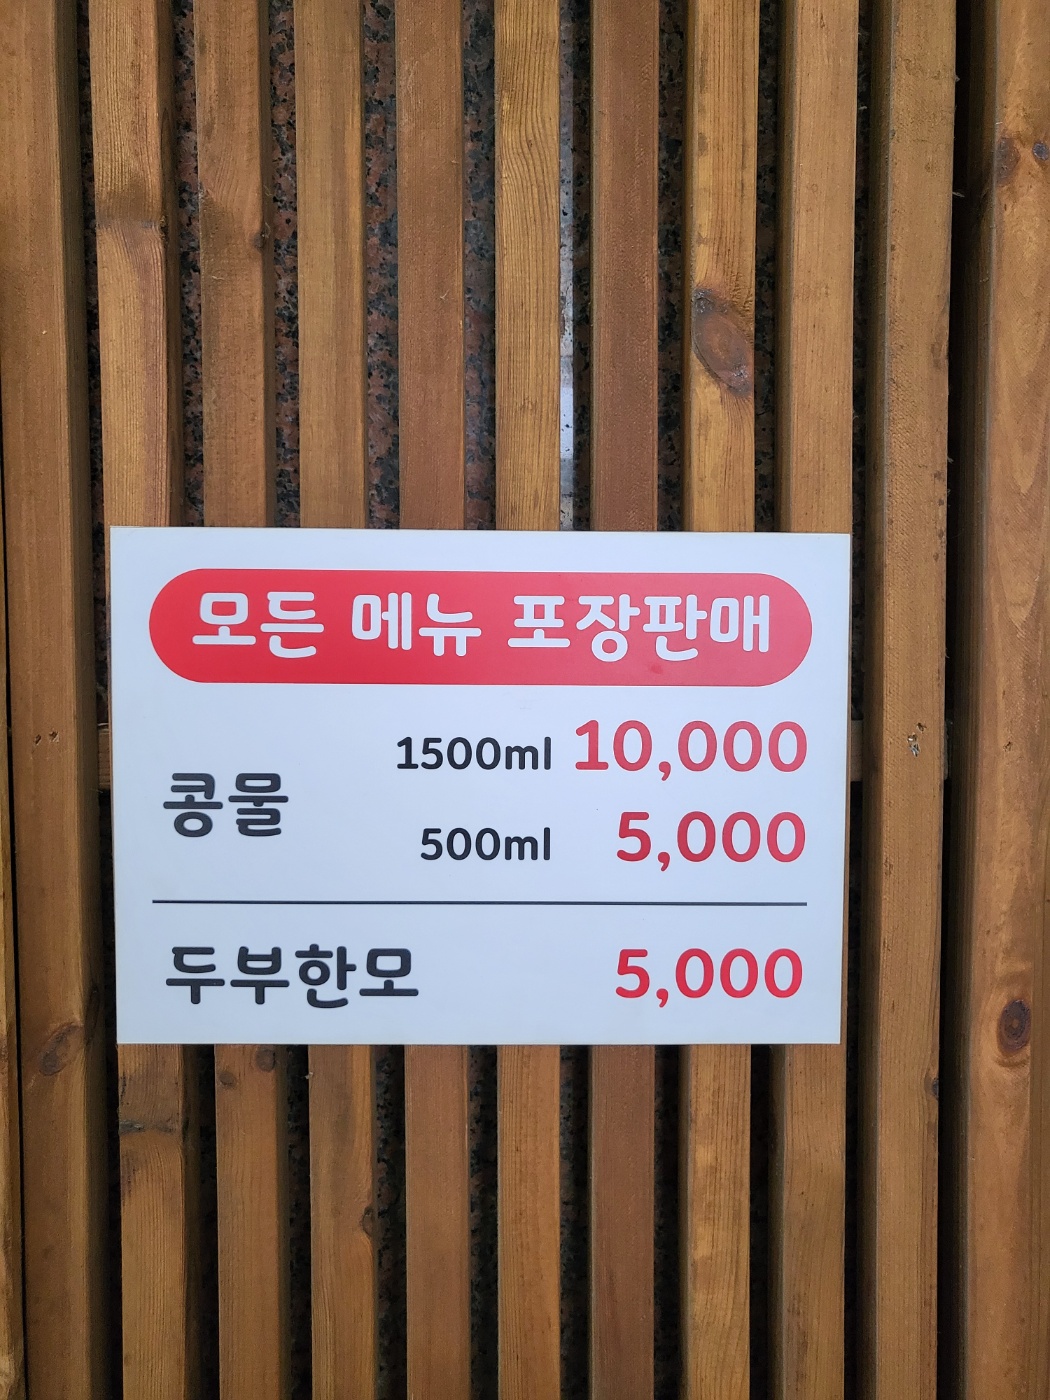 모든 메뉴 포장판매
콩물
1500ml 10,000
500ml 5,000
두부한모 5,000